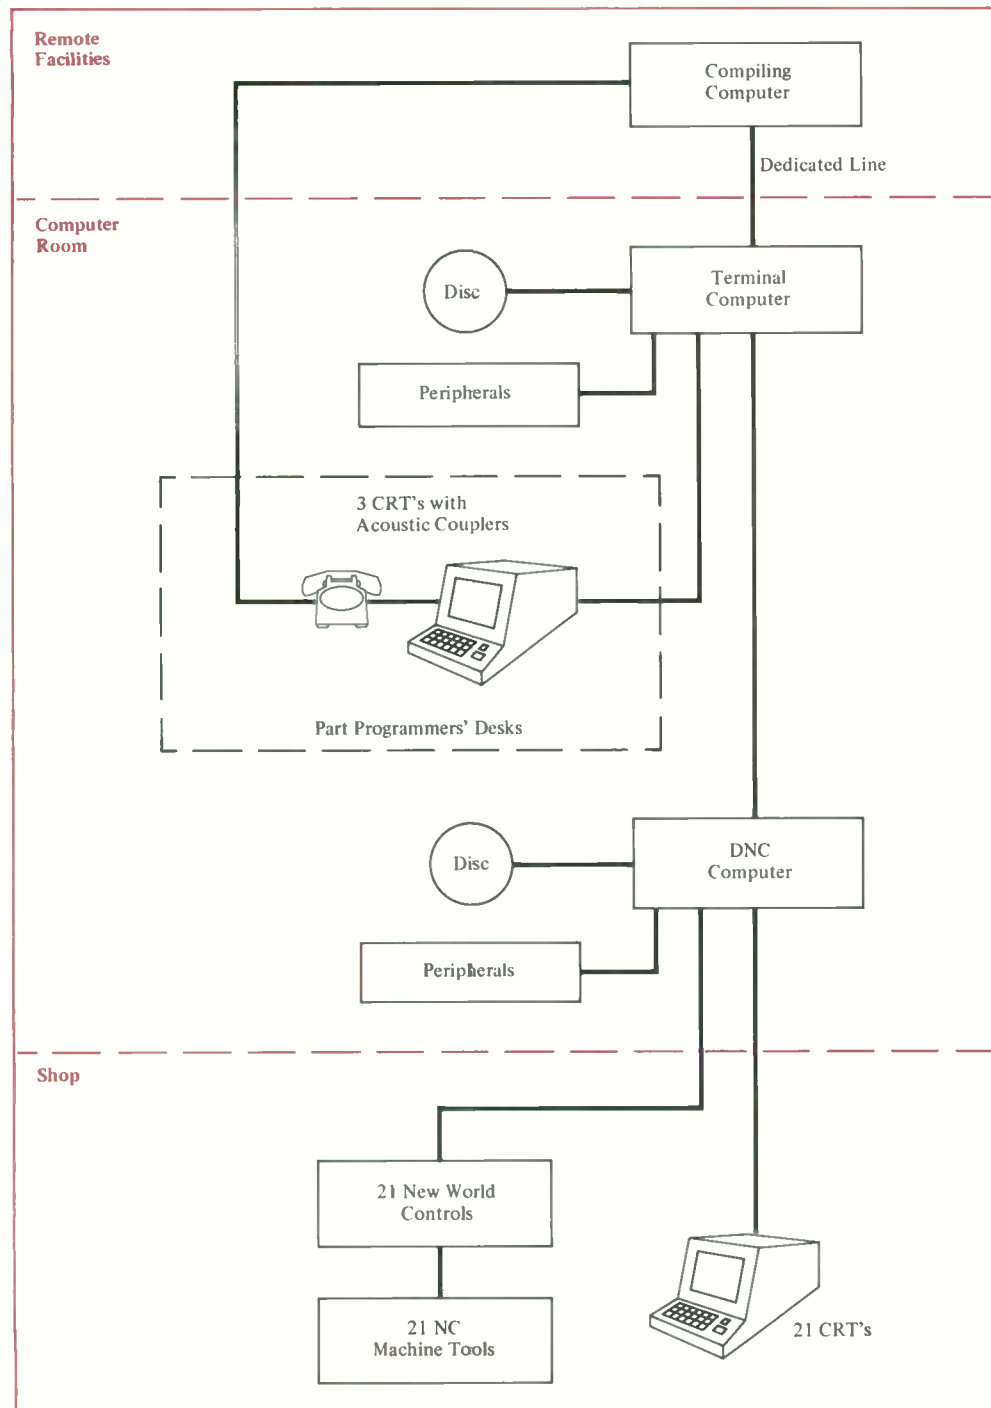 Remote
Facilities
Compiling
Computer
Dedicated Line
Computer
Room
Disc
Terminal
Computer
Peripherals
3 CRT's with
Acoustic Couplers
Part Programmers' Desks
Disc
DNC
Computer
Peripherals
Shop
21 New World
Controls
21 NC
Machine Tools
21 CRT's